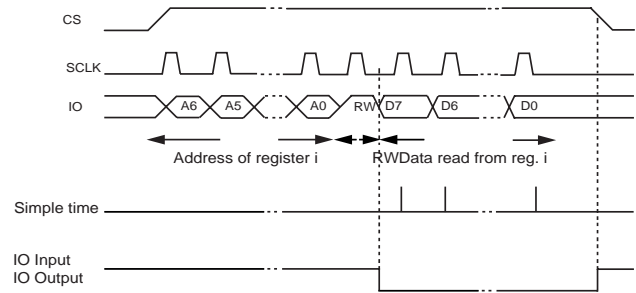 CS
SCLK
IO A6 A5 A0 RW D7 D6 D0
Address of register i RWData read from reg. i
Simple time
IO Input
IO Output